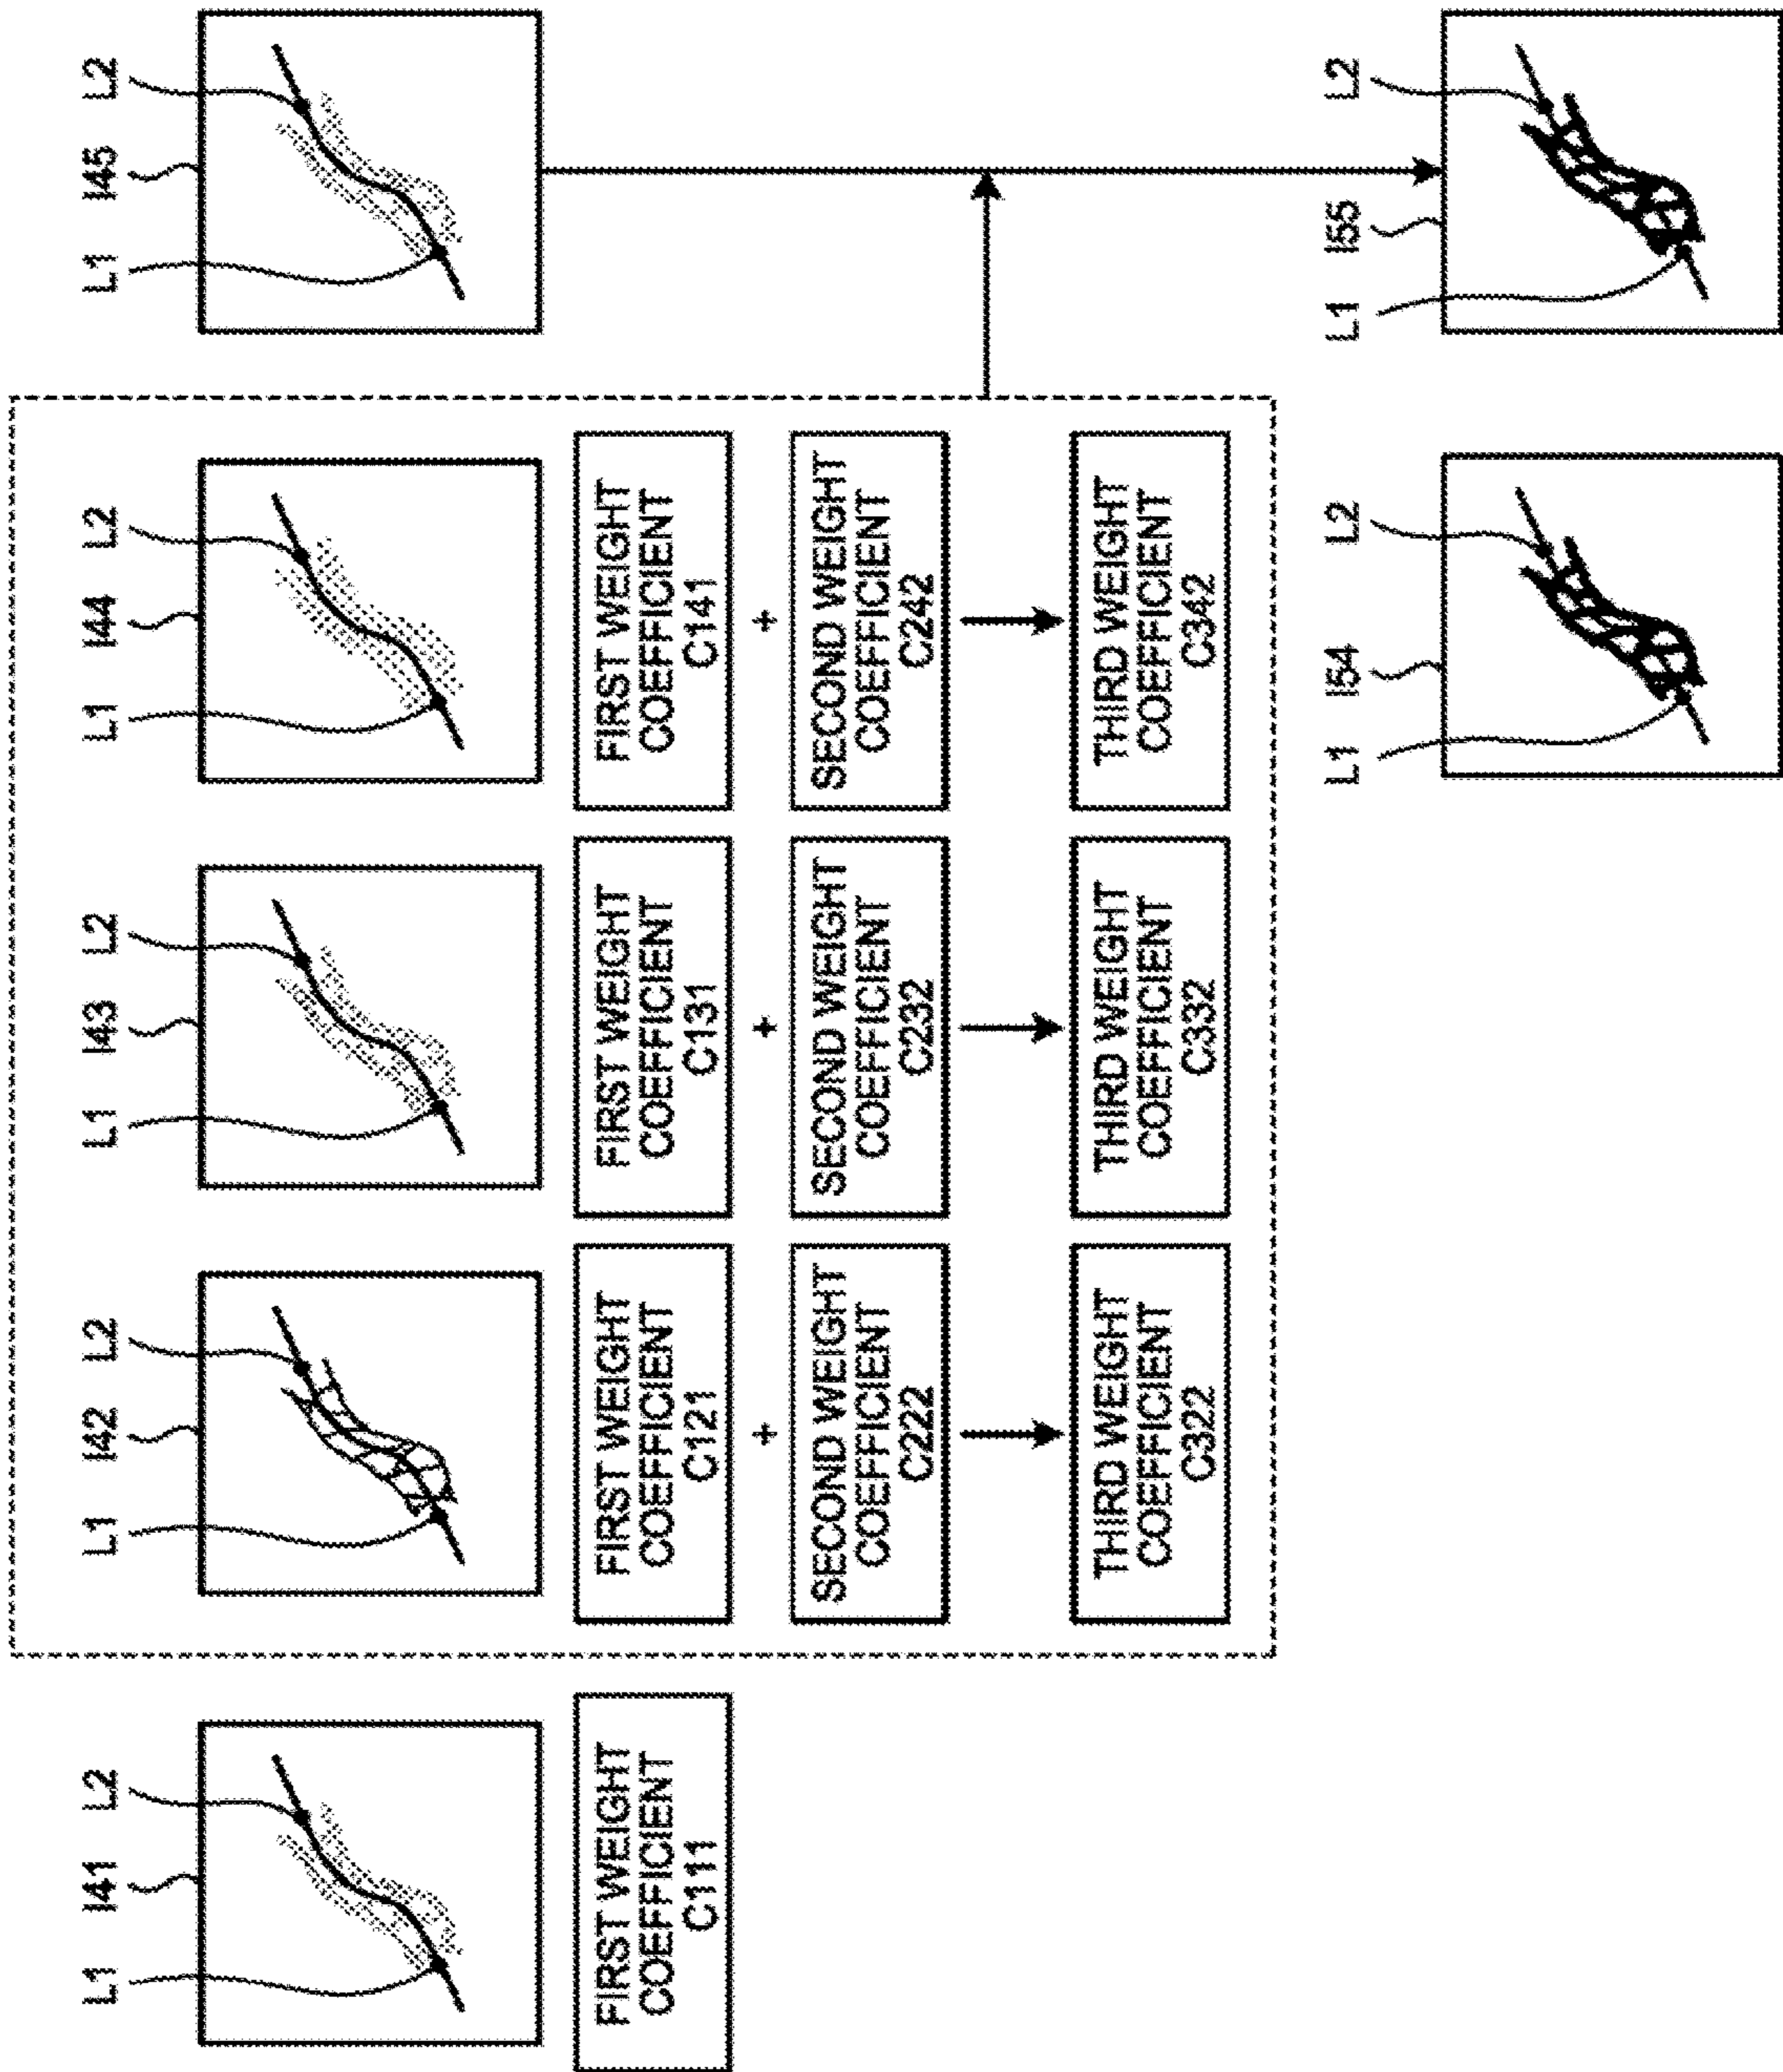 L1 I41 L2
L1 I42 L2
L1 I43 L2
L1 I44 L2
L1 I45 L2
FIRST WEIGHT
COEFFICIENT
C111
FIRST WEIGHT
COEFFICIENT
C121
FIRST WEIGHT
COEFFICIENT
C131
FIRST WEIGHT
COEFFICIENT
C141
+
+
+
SECOND WEIGHT
COEFFICIENT
C222
SECOND WEIGHT
COEFFICIENT
C232
SECOND WEIGHT
COEFFICIENT
C242
THIRD WEIGHT
COEFFICIENT
C322
THIRD WEIGHT
COEFFICIENT
C332
THIRD WEIGHT
COEFFICIENT
C342
L1 I54 L2
L1 I55 L2